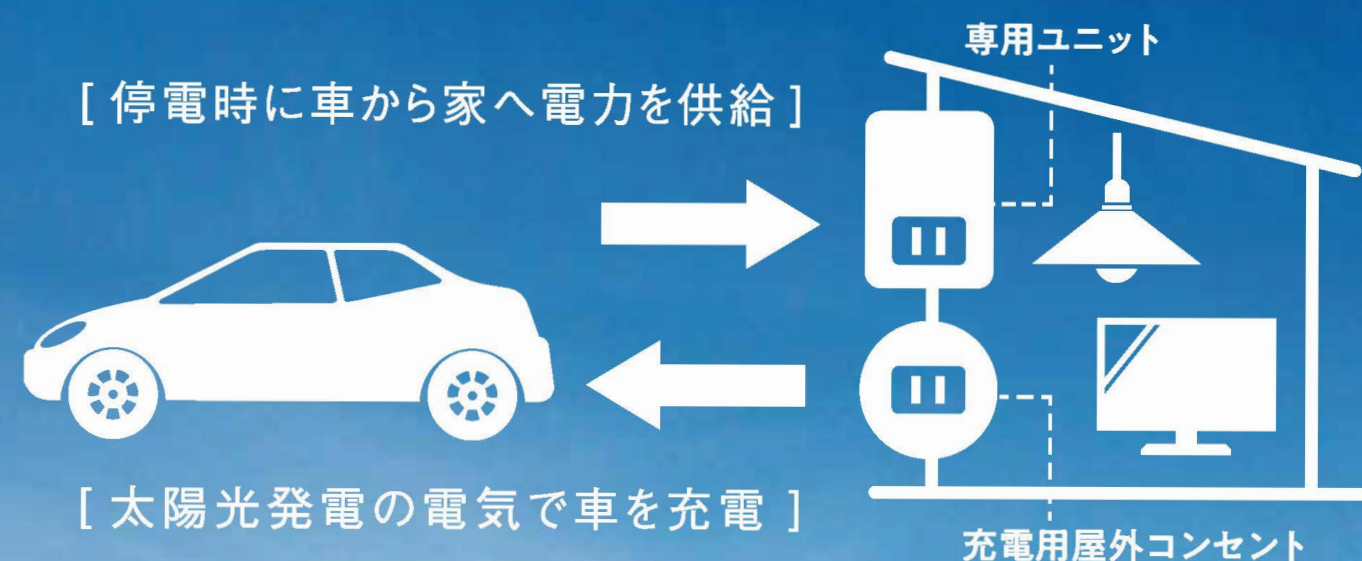 専用ユニット
[ 停電時に車から家へ電力を供給 ]
[ 太陽光発電の電気で車を充電 ]
充電用屋外コンセント